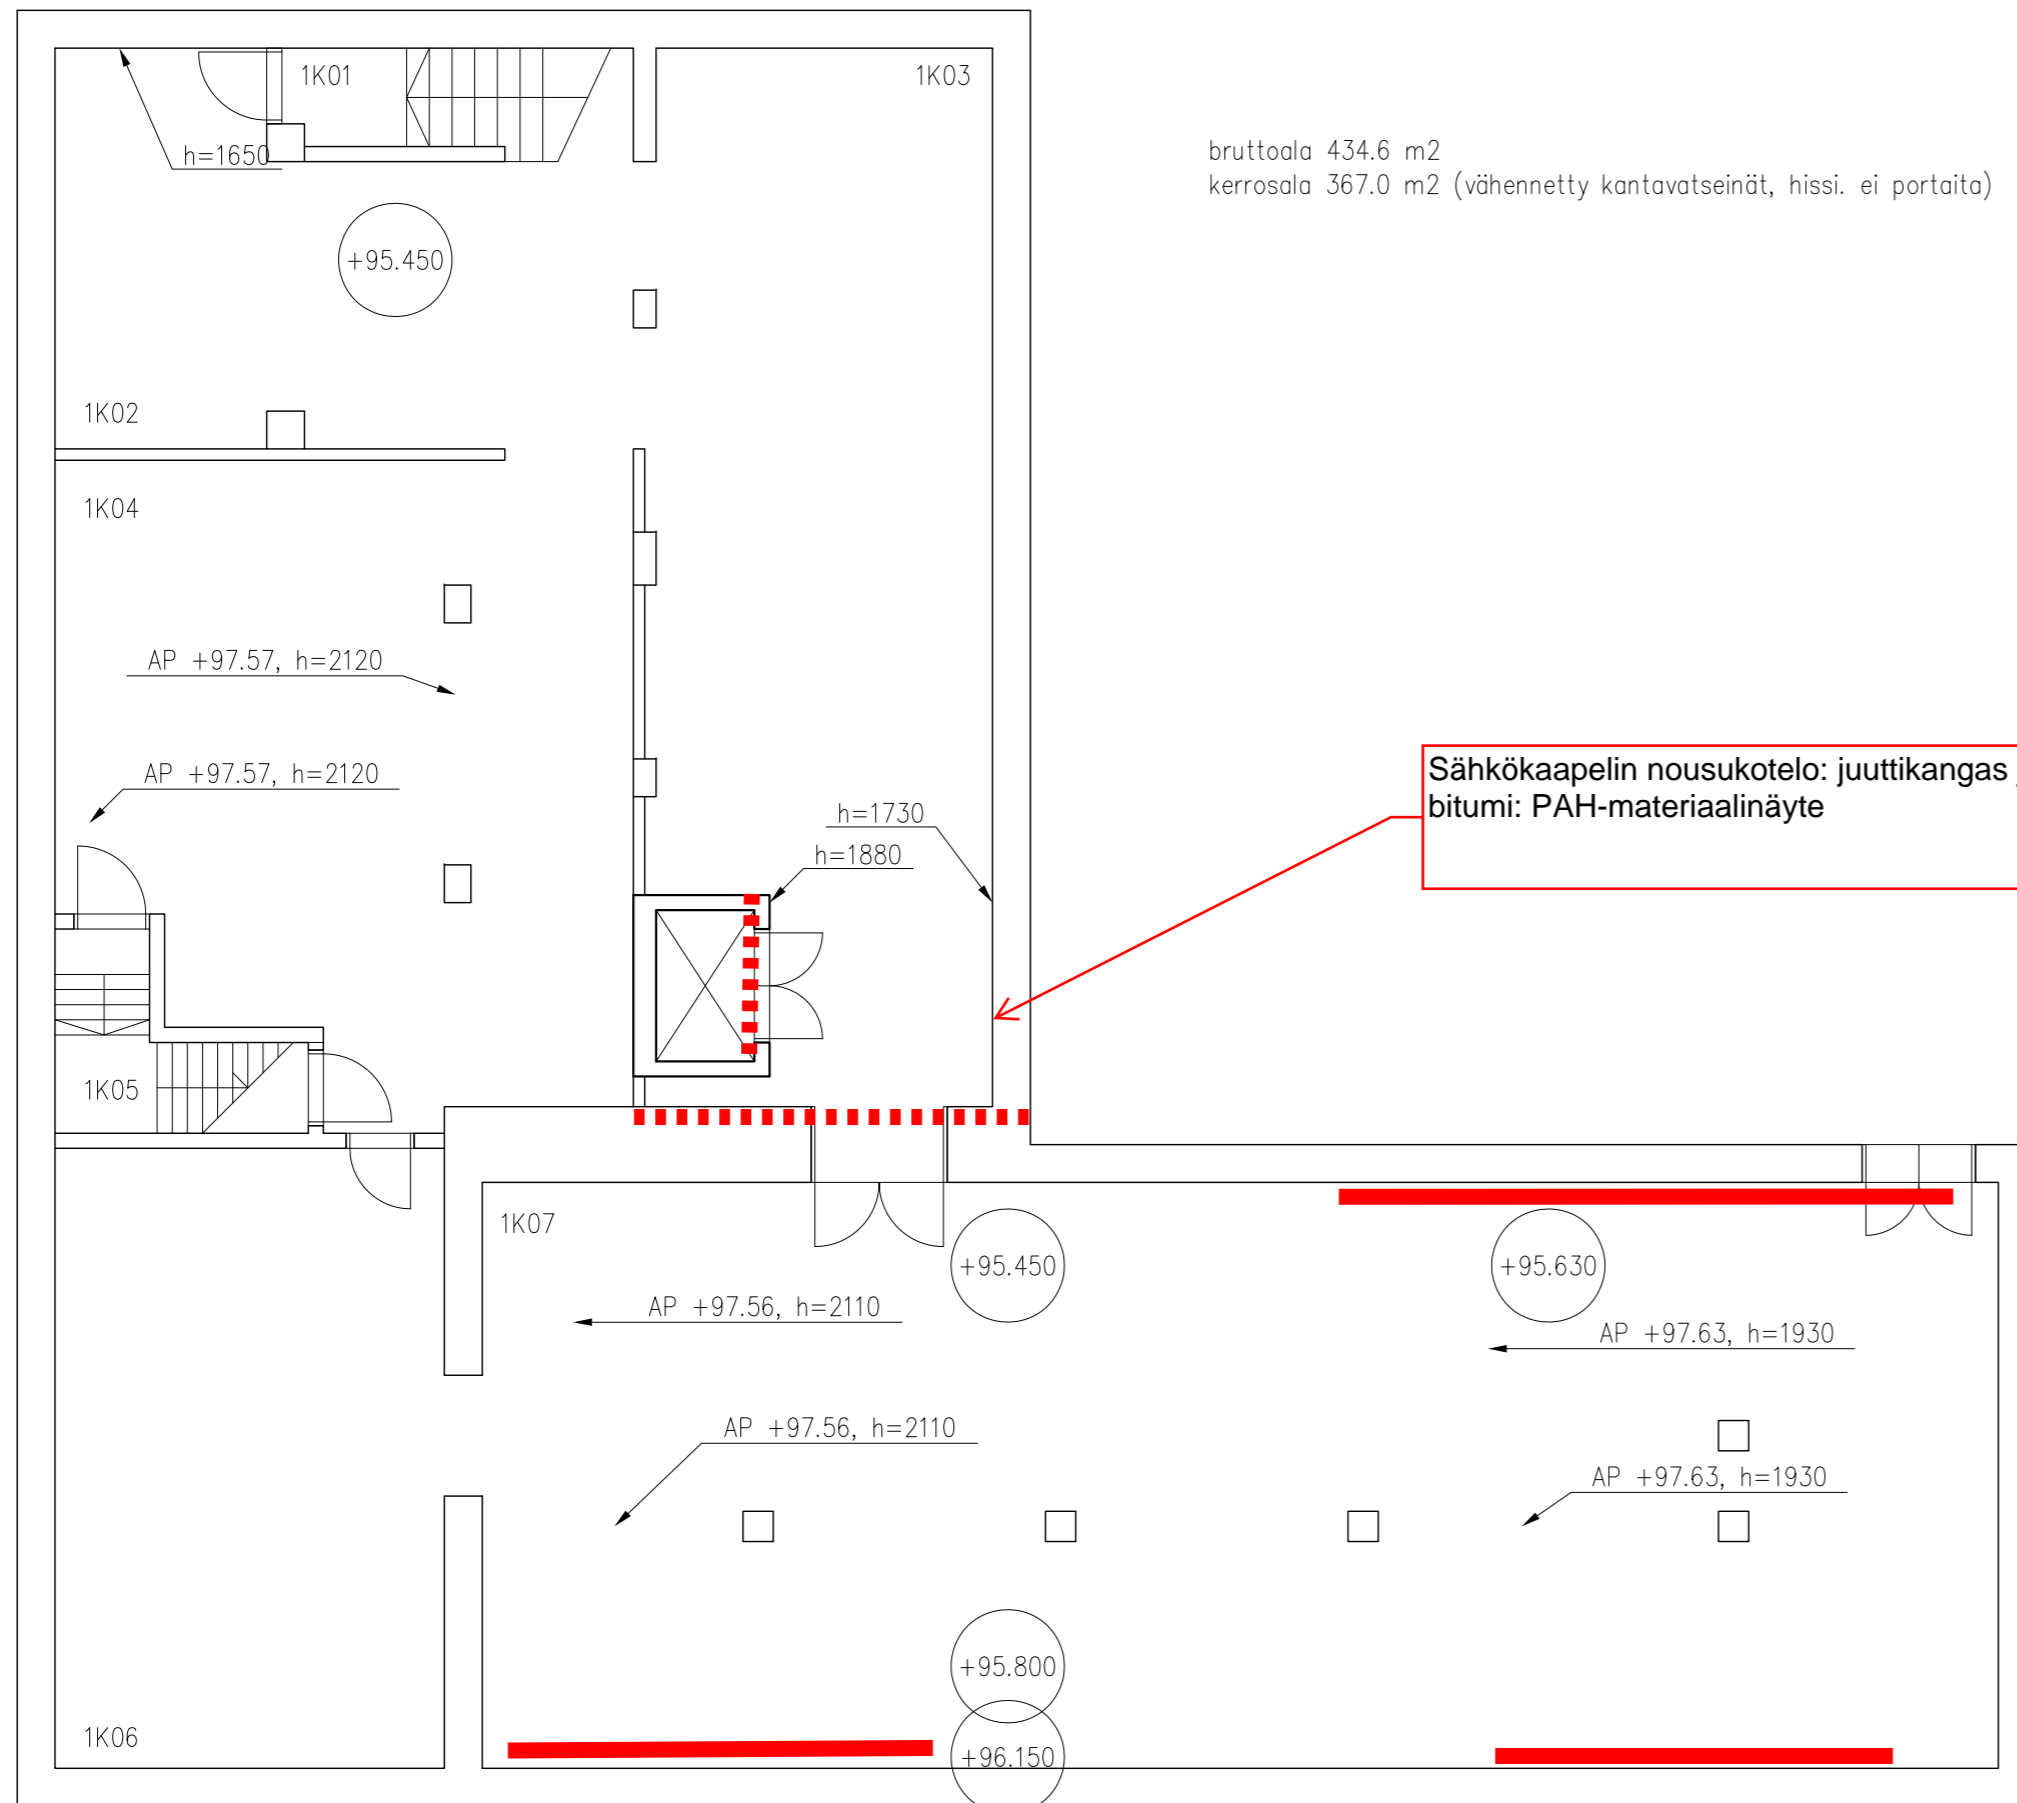 1K01
1K03
h=1650
bruttoala 434.6 m2
kerrosala 367.0 m2 (vähennetty kantavatseinät, hissi. ei portaita)
+95.450
1K02
1K04
AP +97.57, h=2120
AP +97.57, h=2120
Sähkökaapelin nousukotelo: juuttikangas
bitumi: PAH-materiaalinäyte
h=1730
h=1880
1K05
1K07
+95.450
+95.630
AP +97.56, h=2110
AP +97.63, h=1930
AP +97.56, h=2110
AP +97.63, h=1930
+95.800
1K06
+96.150